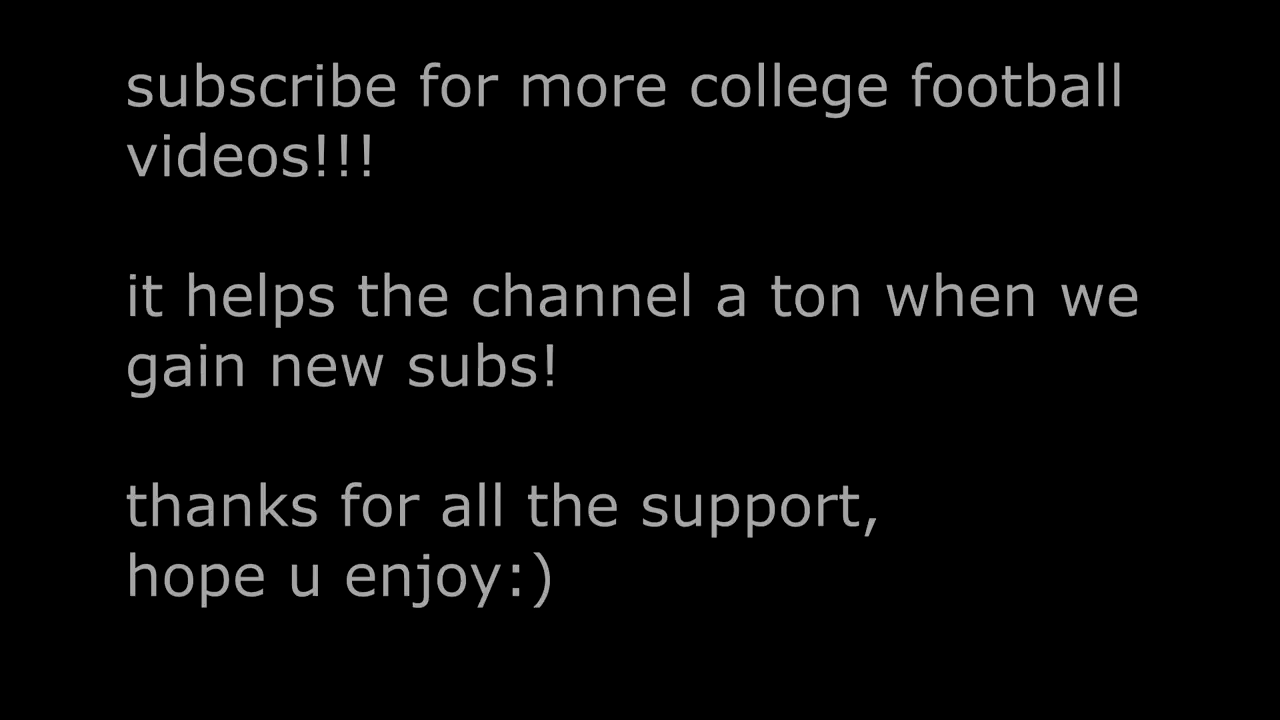 subscribe for more college football
videos!!!
it helps the channel a ton when we
gain new subs!
thanks for all the support,
hope u enjoy:)